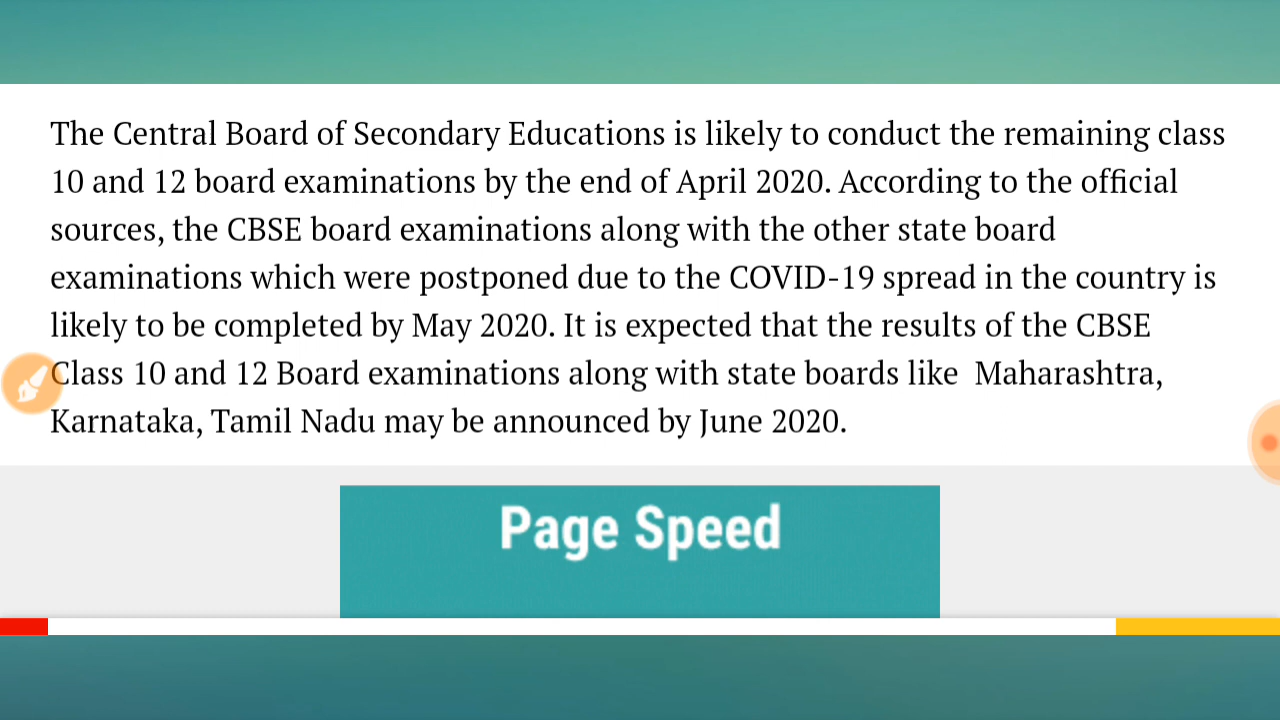 The Central Board of Secondary Educations is likely to conduct the remaining class
10 and 12 board examinations by the end of April 2020. According to the official
sources, the CBSE board examinations along with the other state board
examinations which were postponed due to the COVID-19 spread in the country is
likely to be completed by May 2020. It is expected that the results of the CBSE
Class 10 and 12 Board examinations along with state boards like  Maharashtra,
Karnataka, Tamil Nadu may be announced by June 2020.
Page Speed